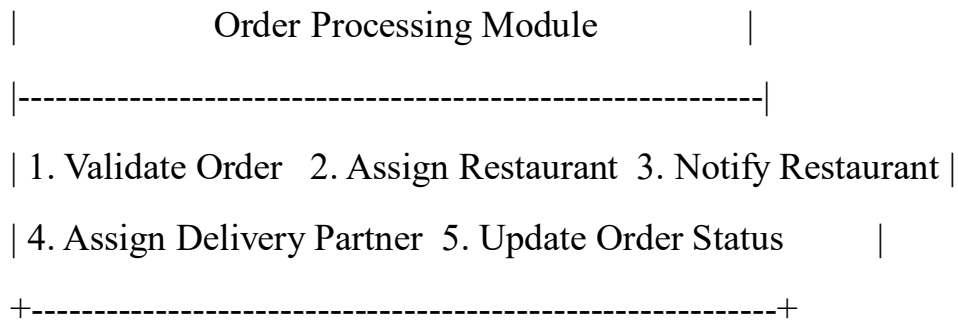 |                    Order Processing Module                    |
|------------------------------------------------------------|
| 1. Validate Order   2. Assign Restaurant  3. Notify Restaurant |
| 4. Assign Delivery Partner  5. Update Order Status          |
+------------------------------------------------------------+